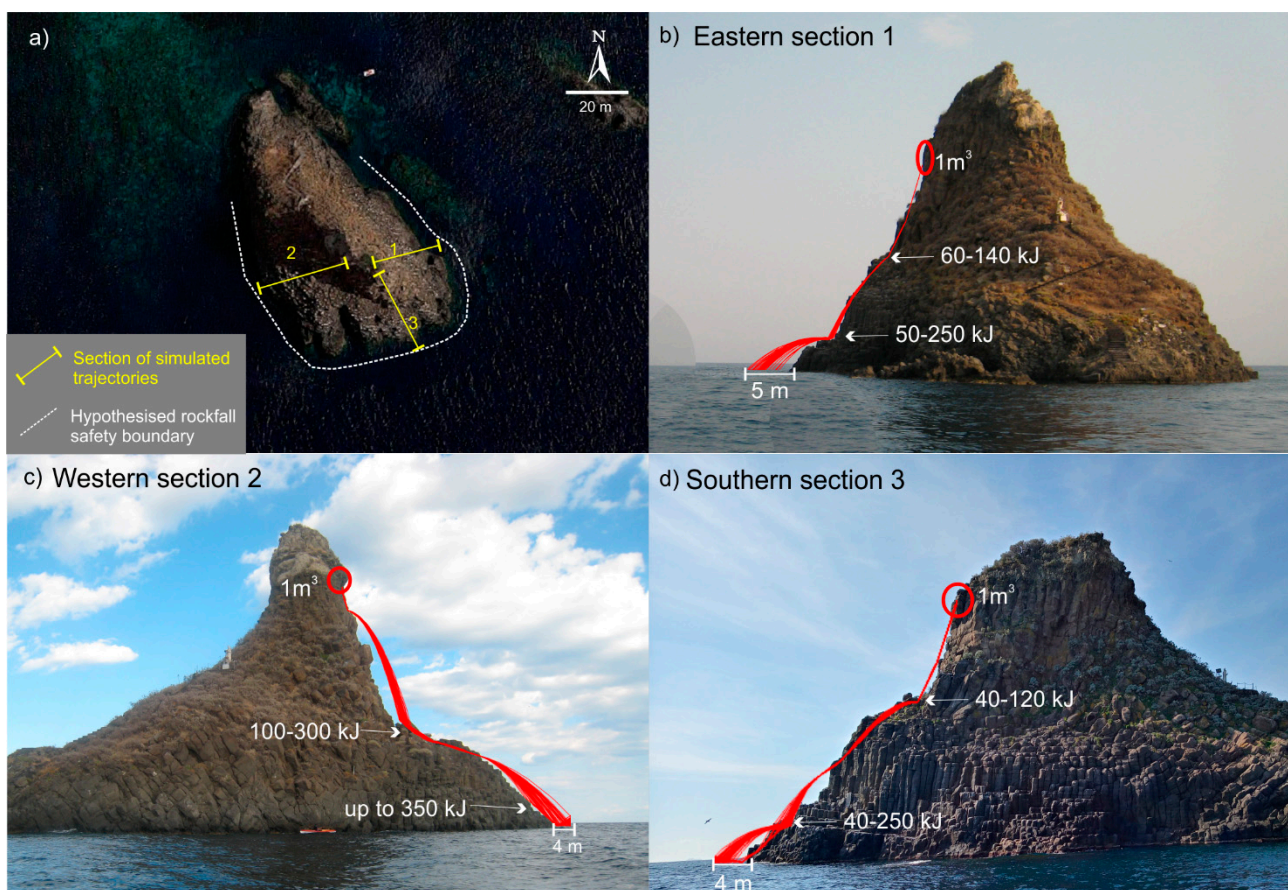 a)
N
20 m
1
2
3
Section of simulated
trajectories
Hypothesised rockfall
safety boundary
b) Eastern section 1
1m³
60-140 kJ
50-250 kJ
5 m
c) Western section 2
1m³
100-300 kJ
up to 350 kJ
4 m
d) Southern section 3
1m³
40-120 kJ
40-250 kJ
4 m